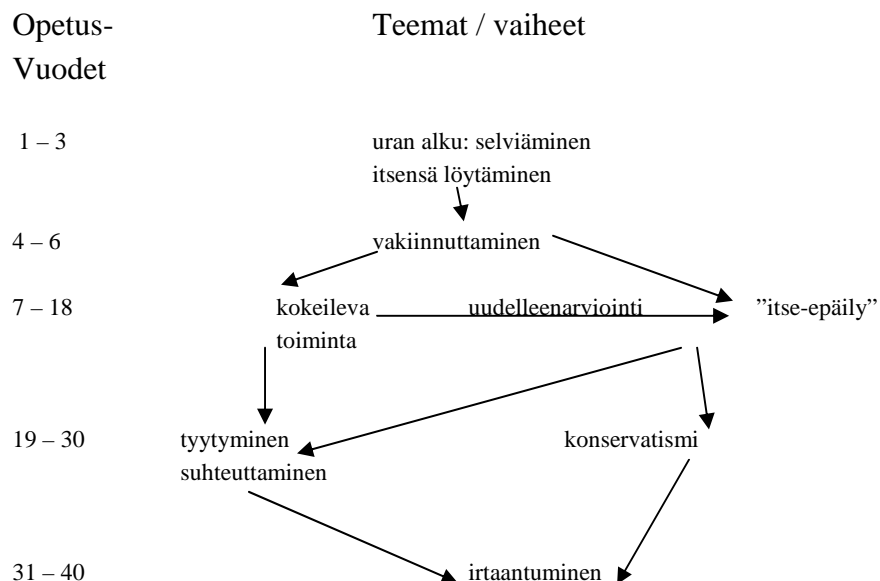 Opetus- Teemat / vaiheet
Vuodet
1 – 3 uran alku: selviäminen
itsensä löytäminen
4 – 6 vakiinnuttaminen
7 – 18 kokeileva uudelleenarviointi ”itse-epäily”
toiminta
19 – 30 tyytyminen konservatismi
suhteuttaminen
31 – 40 irtaantuminen